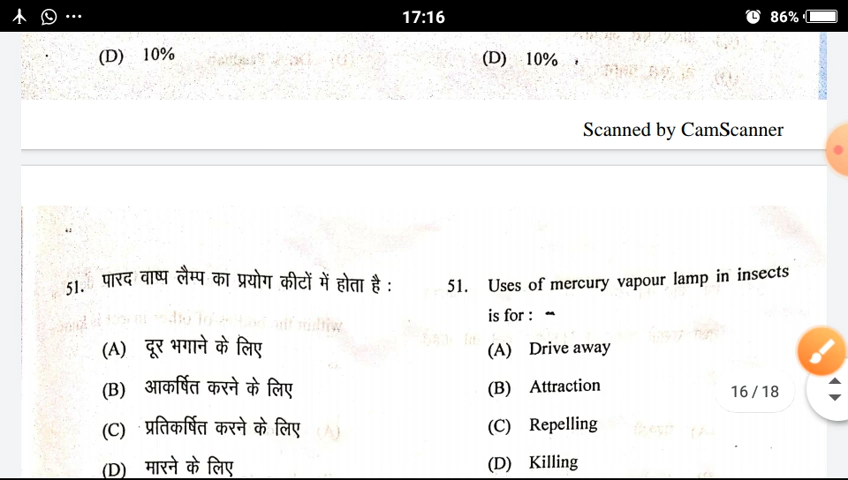 17:16
86%
(D) 10%
(D) 10%
Scanned by CamScanner
51. पारद वाष्प लैम्प का प्रयोग कीटों में होता है :
(A) दूर भगाने के लिए
(B) आकर्षित करने के लिए
(C) प्रतिकर्षित करने के लिए
(D) मारने के लिए
51. Uses of mercury vapour lamp in insects
is for :
(A) Drive away
(B) Attraction
(C) Repelling
(D) Killing
16 / 18